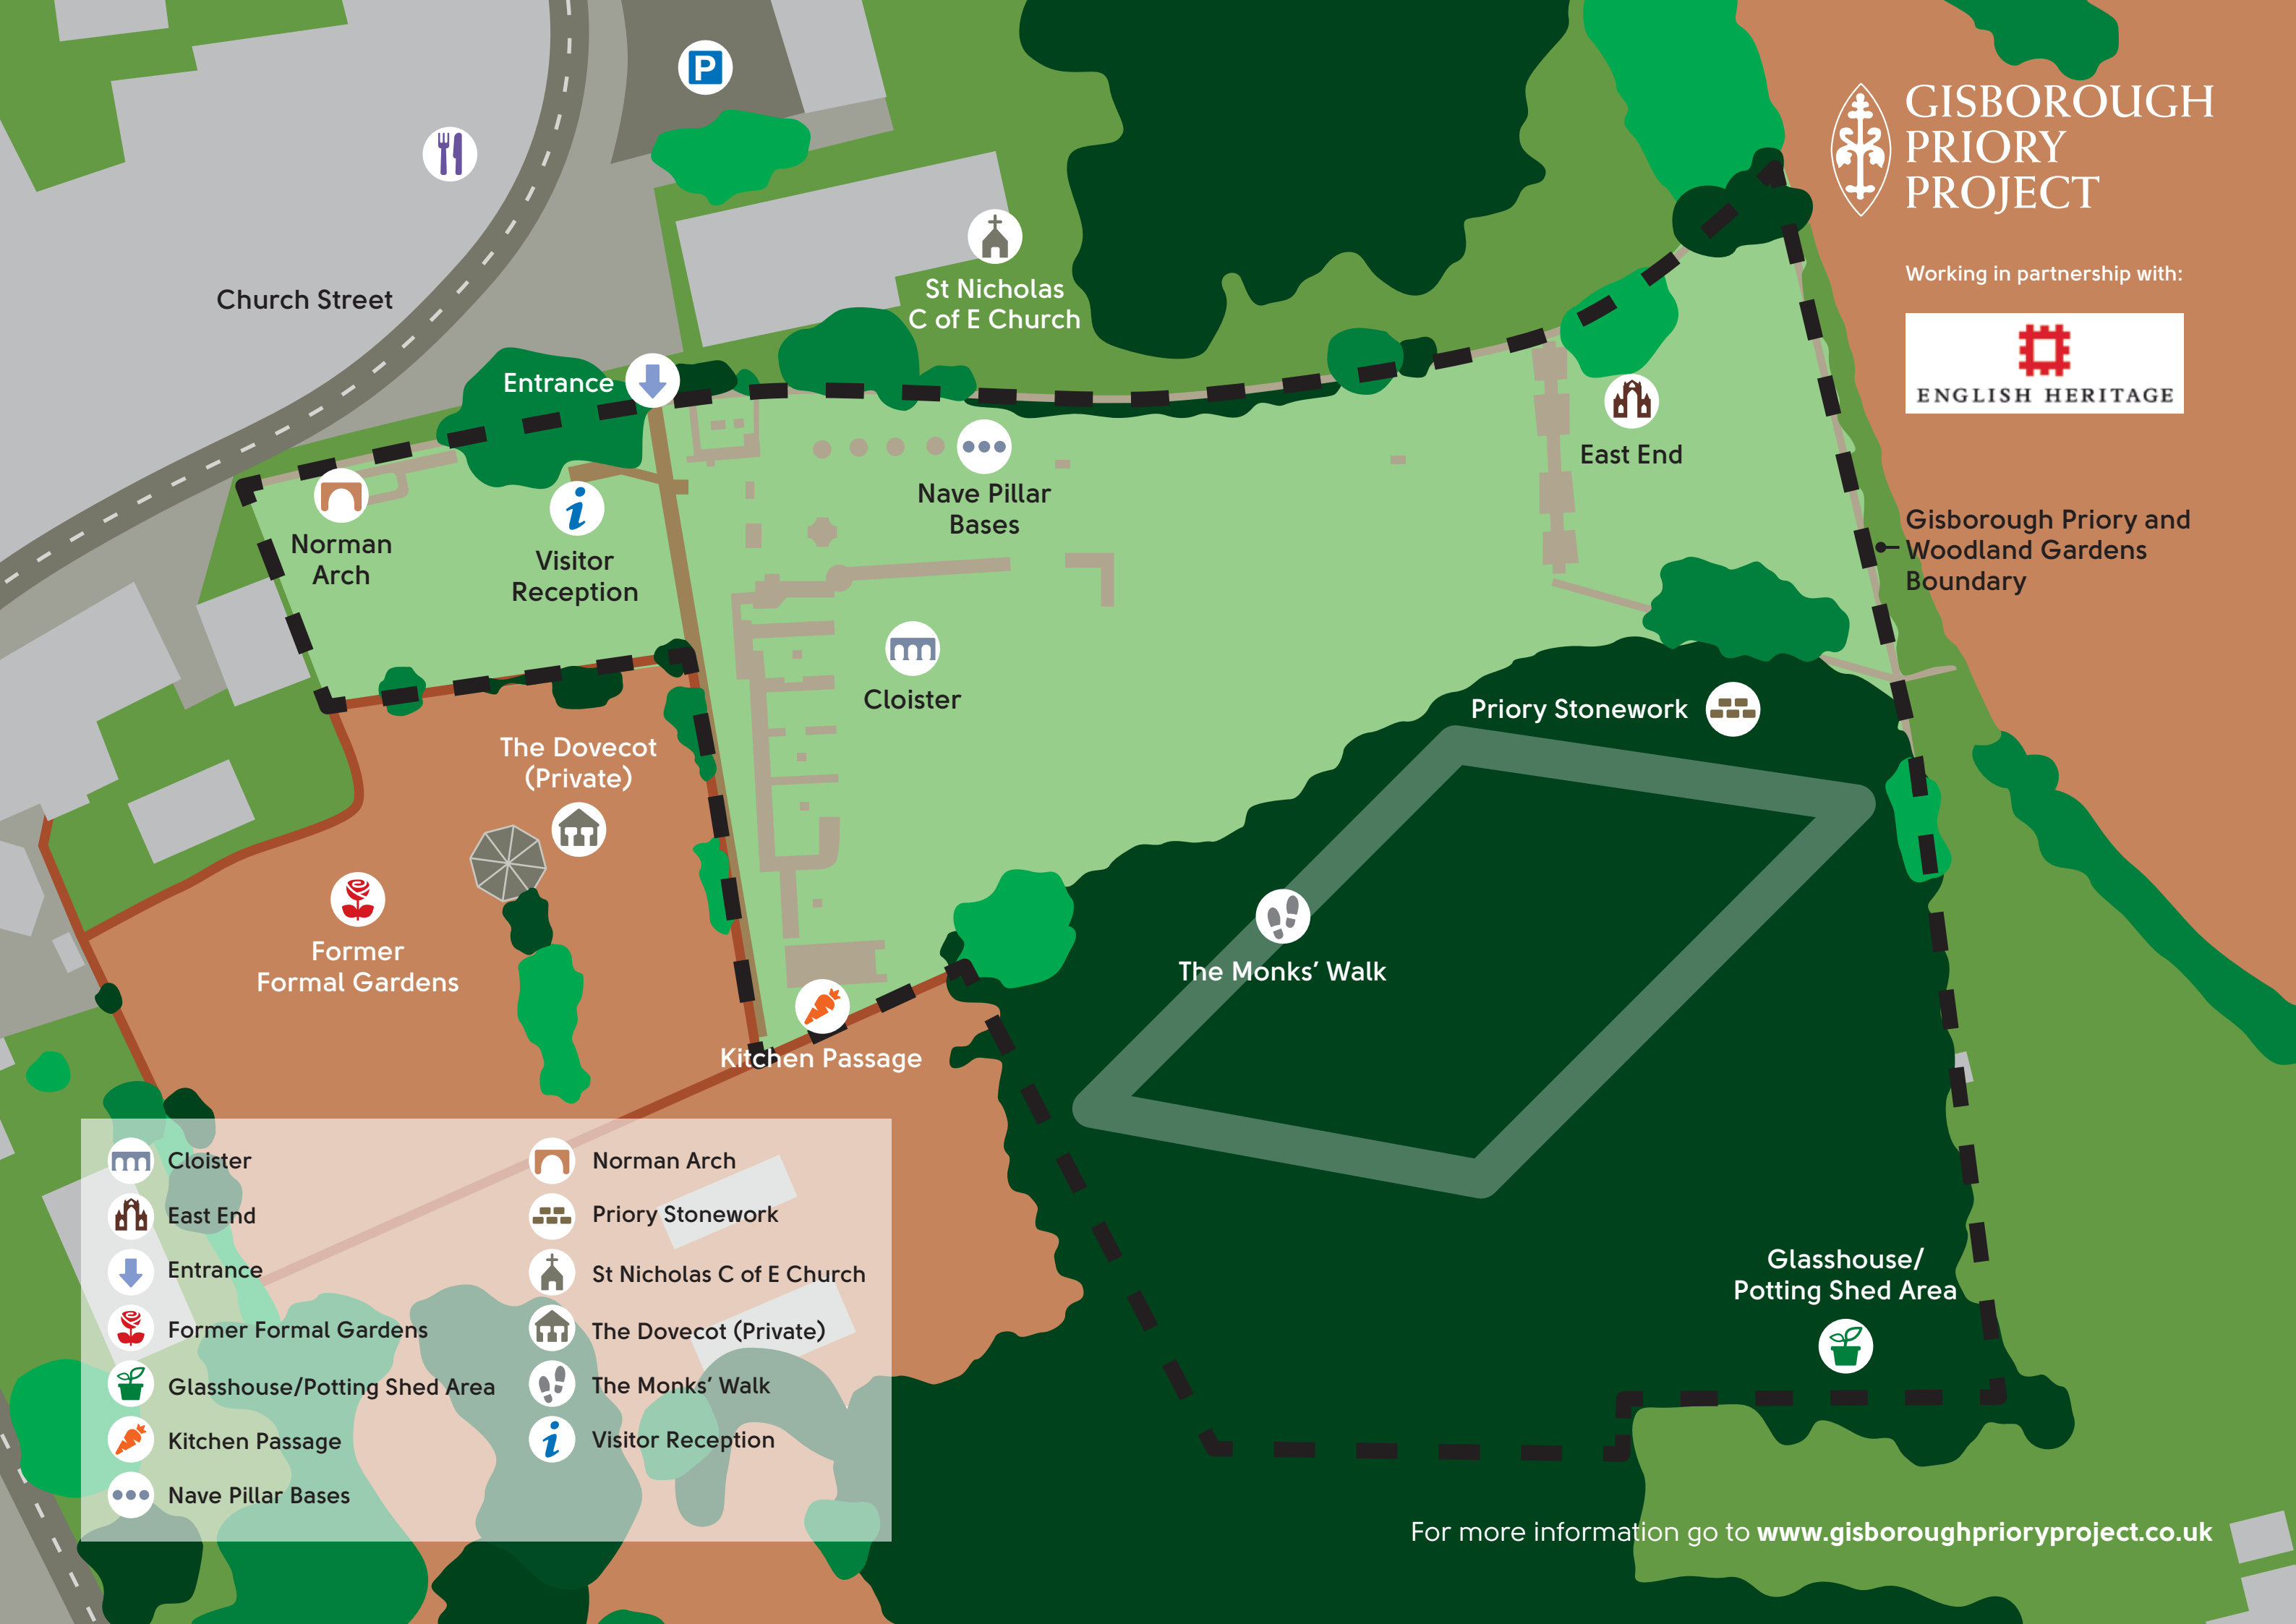 P
GISBOROUGH
PRIORY
PROJECT
Working in partnership with:
ENGLISH HERITAGE
Church Street
St Nicholas
C of E Church
Entrance
East End
Nave Pillar
Bases
Norman
Arch
i
Visitor
Reception
Gisborough Priory and
Woodland Gardens
Boundary
Cloister
Priory Stonework
The Dovecot
(Private)
Former
Formal Gardens
The Monks’ Walk
Kitchen Passage
Glasshouse/
Potting Shed Area
Cloister
East End
Entrance
Former Formal Gardens
Glasshouse/Potting Shed Area
Kitchen Passage
Nave Pillar Bases
Norman Arch
Priory Stonework
St Nicholas C of E Church
The Dovecot (Private)
The Monks’ Walk
i Visitor Reception
For more information go to www.gisboroughprioryproject.co.uk